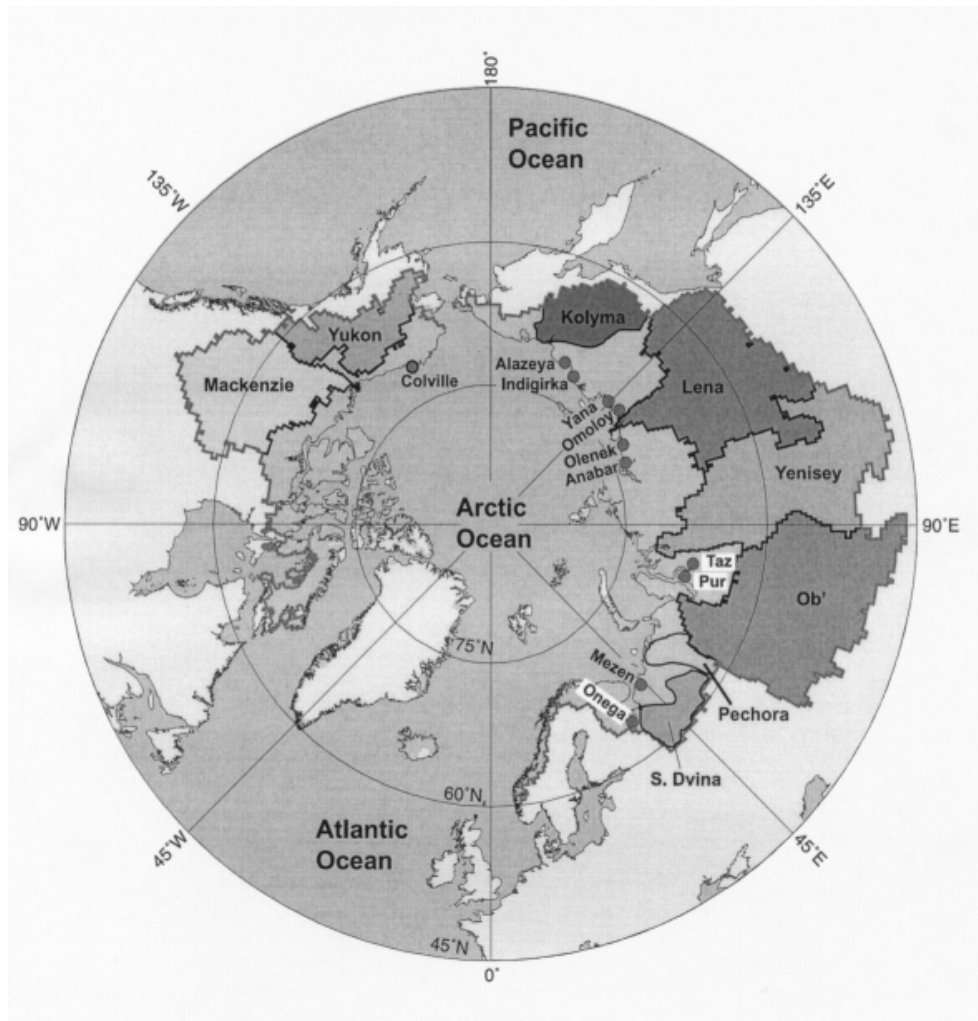 180˚
Pacific
Ocean
135˚W
135˚E
Kolyma
Yukon
Alazeya
Colville
Indigirka
Mackenzie
Lena
Yana
Omoloy
Olenek
Anabar
Yenisey
Arctic
Ocean
90˚W
90˚E
Taz
Pur
Ob'
75˚N
Mezen
Onega
Pechora
S. Dvina
60˚N
Atlantic
Ocean
45˚W
45˚E
45˚N
0˚